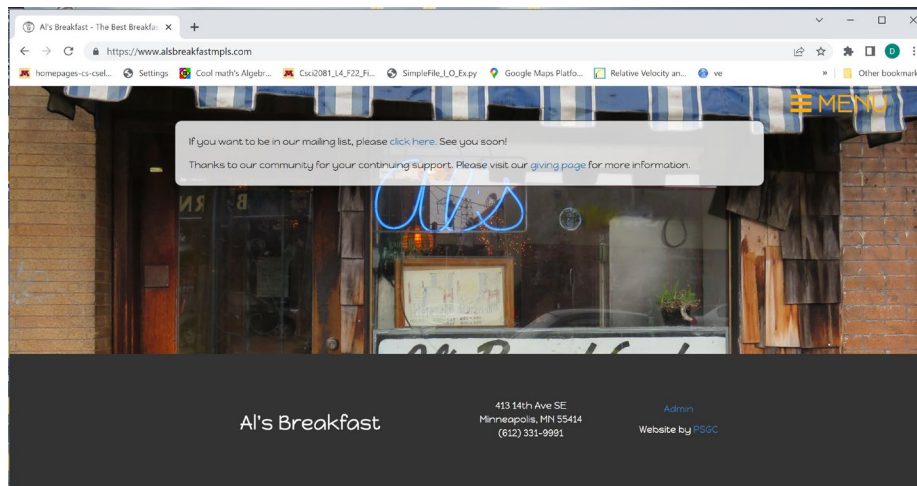 Al's Breakfast - The Best Breakfas
https://www.alsbreakfastmpls.com
D
homepages-cs-csel...
Settings
Cool math's Algebr...
Csci2081_L4_F22_Fi...
SimpleFile_I_O_Ex.py
Google Maps Platfo...
Relative Velocity an...
ve
»
Other bookmark
MENU
If you want to be in our mailing list, please click here. See you soon!
Thanks to our community for your continuing support. Please visit our giving page for more information.
Al's
Al's Breakfast
413 14th Ave SE
Minneapolis, MN 55414
(612) 331-9991
Admin
Website by PSGC